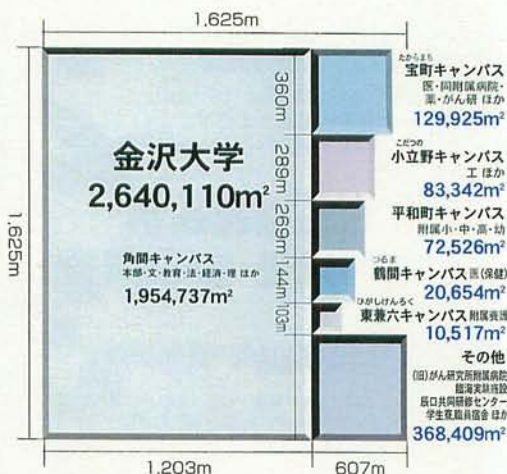 1.625m
1.625m
金沢大学
2,640,110m²
角間キャンパス
本部・文・教育・法・経済・理 ほか
1,954,737m²
360m
289m
269m
144m
103m
たからまち
宝町キャンパス
医・同附属病院・
薬・がん研 ほか
129,925m²
こだつの
小立野キャンパス
工 ほか
83,342m²
平和町キャンパス
附属小・中・高・幼
72,526m²
つるま
鶴間キャンパス 医(保健)
20,654m²
ひがしけんろく
東兼六キャンパス 附属養護
10,517m²
その他
(旧)がん研究所附属病院
臨海実験施設
辰口共同研修センター
学生寮,職員宿舎 ほか
368,409m²
1.203m
607m